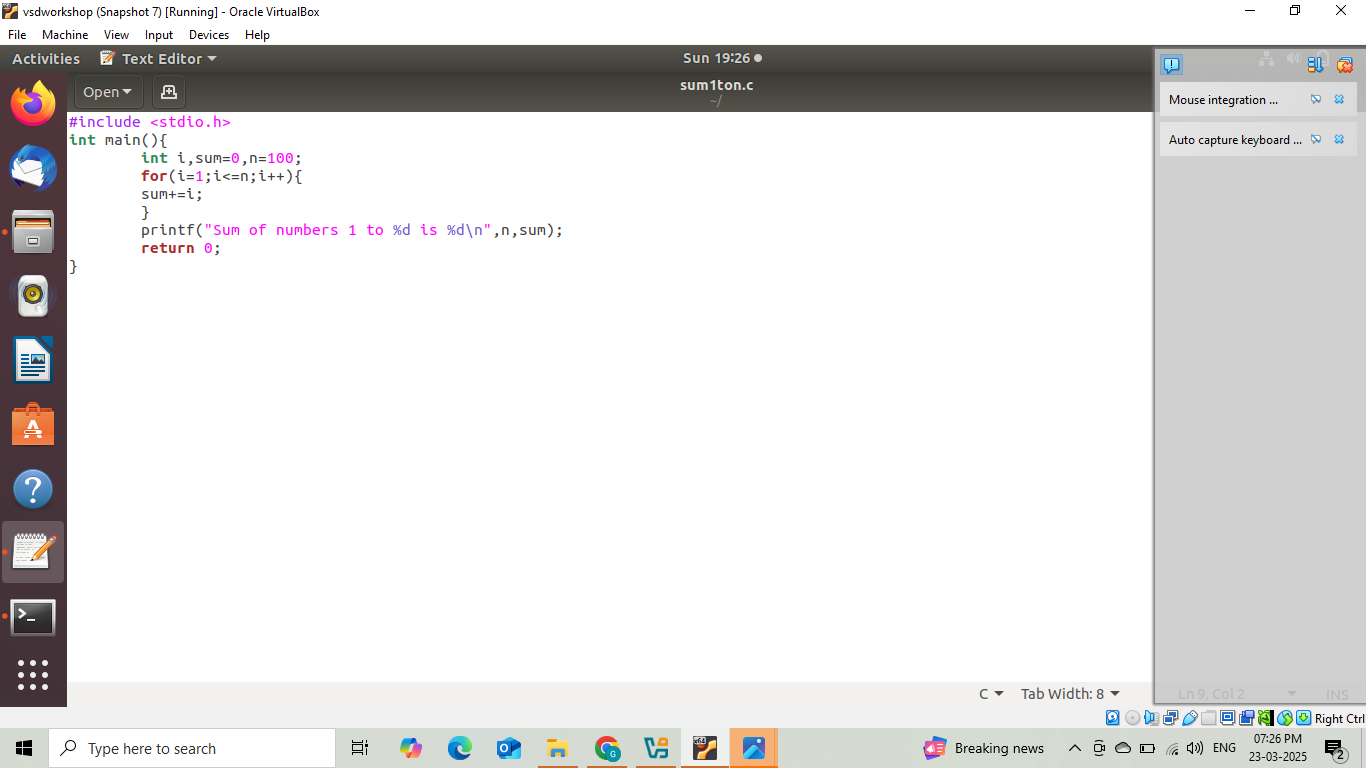 vsdworkshop (Snapshot 7) [Running] - Oracle VirtualBox
File Machine View Input Devices Help
Activities Text Editor Sun 19:26
Open sum1ton.c
~/
Mouse integration ...
Auto capture keyboard ...
#include <stdio.h>
int main(){
        int i,sum=0,n=100;
        for(i=1;i<=n;i++){
        sum+=i;
        }
        printf("Sum of numbers 1 to %d is %d\n",n,sum);
        return 0;
}
C Tab Width: 8 Ln 9, Col 2 INS
Right Ctrl
Type here to search Breaking news ENG 07:26 PM
23-03-2025
2